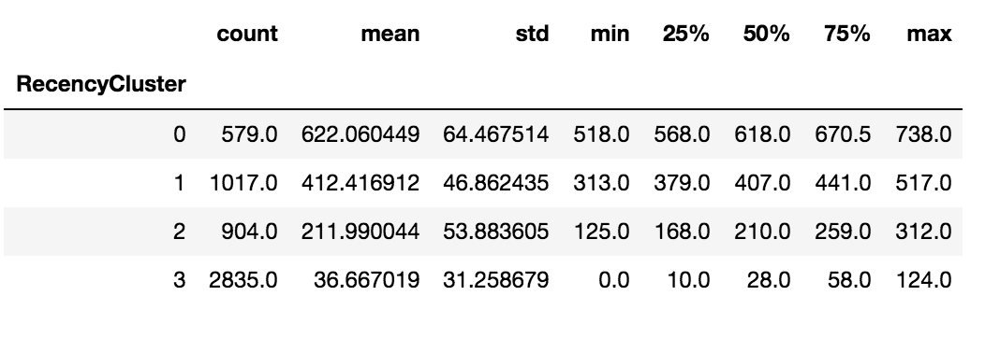 count mean std min 25% 50% 75% max
RecencyCluster
0 579.0 622.060449 64.467514 518.0 568.0 618.0 670.5 738.0
1 1017.0 412.416912 46.862435 313.0 379.0 407.0 441.0 517.0
2 904.0 211.990044 53.883605 125.0 168.0 210.0 259.0 312.0
3 2835.0 36.667019 31.258679 0.0 10.0 28.0 58.0 124.0